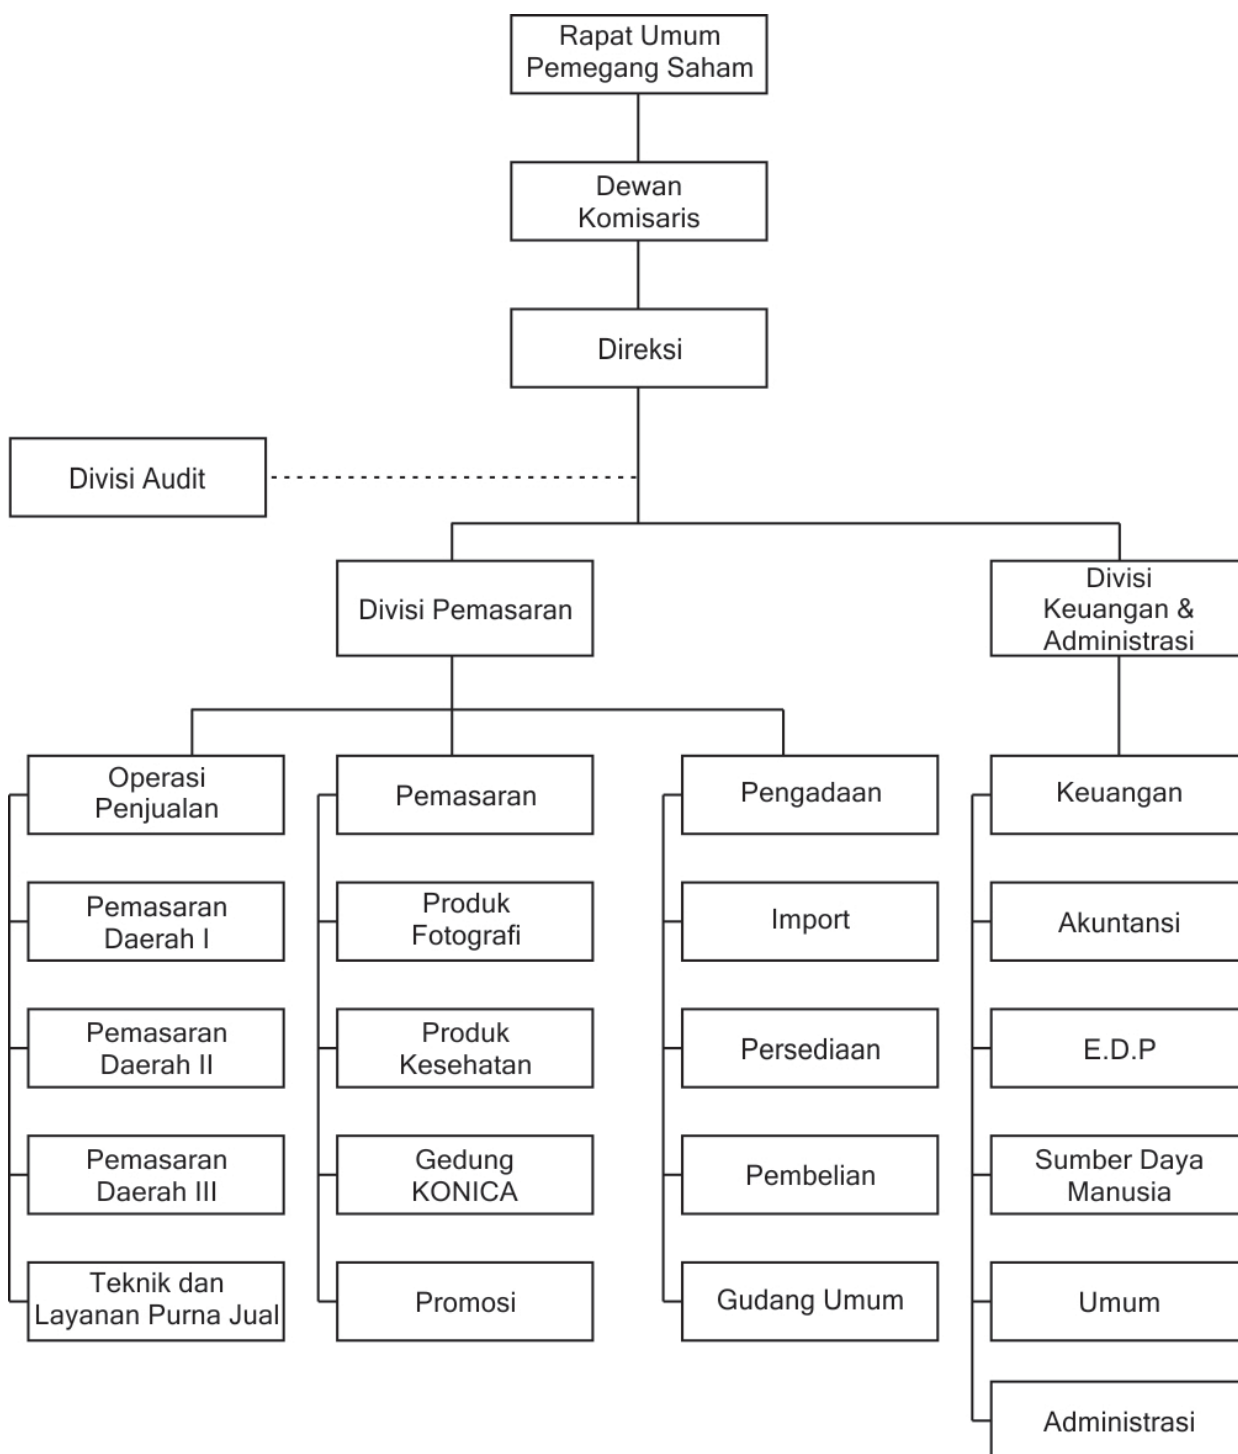 Rapat Umum
Pemegang Saham
Dewan
Komisaris
Direksi
Divisi Audit
Divisi Pemasaran
Divisi
Keuangan &
Administrasi
Operasi
Penjualan
Pemasaran
Daerah I
Pemasaran
Daerah II
Pemasaran
Daerah III
Teknik dan
Layanan Purna Jual
Pemasaran
Produk
Fotografi
Produk
Kesehatan
Gedung
KONICA
Promosi
Pengadaan
Import
Persediaan
Pembelian
Gudang Umum
Keuangan
Akuntansi
E.D.P
Sumber Daya
Manusia
Umum
Administrasi